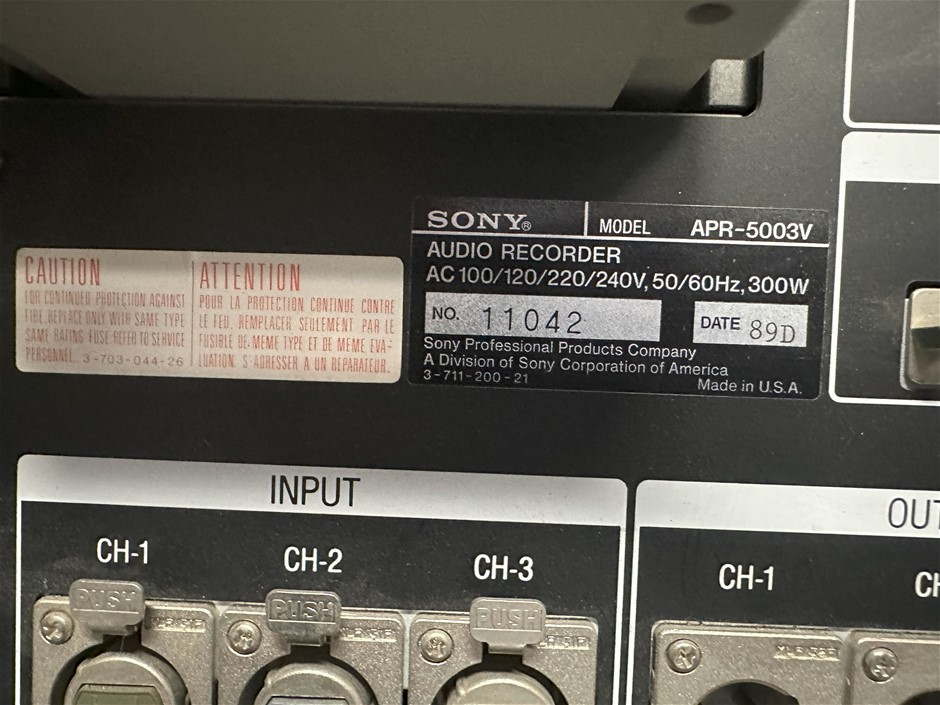 SONY®
MODEL APR-5003V
AUDIO RECORDER
AC 100/120/220/240V, 50/60Hz, 300W
NO. 11042
DATE 89D
Sony Professional Products Company
A Division of Sony Corporation of America
3-711-200-21
Made in U.S.A.
CAUTION
FOR CONTINUED PROTECTION AGAINST
FIRE, REPLACE ONLY WITH SAME TYPE
SAME RATING FUSE. REFER TO SERVICE
PERSONNEL. 3-703-044-26
ATTENTION
POUR LA PROTECTION CONTINUE CONTRE
LE FEU, REMPLACER SEULEMENT PAR LE
FUSIBLE DE MEME TYPE ET DE MEME EVA-
LUATION. S'ADRESSER A UN REPARATEUR.
INPUT
CH-1
CH-2
CH-3
PUSH
PUSH
PUSH
OUT
CH-1
CH